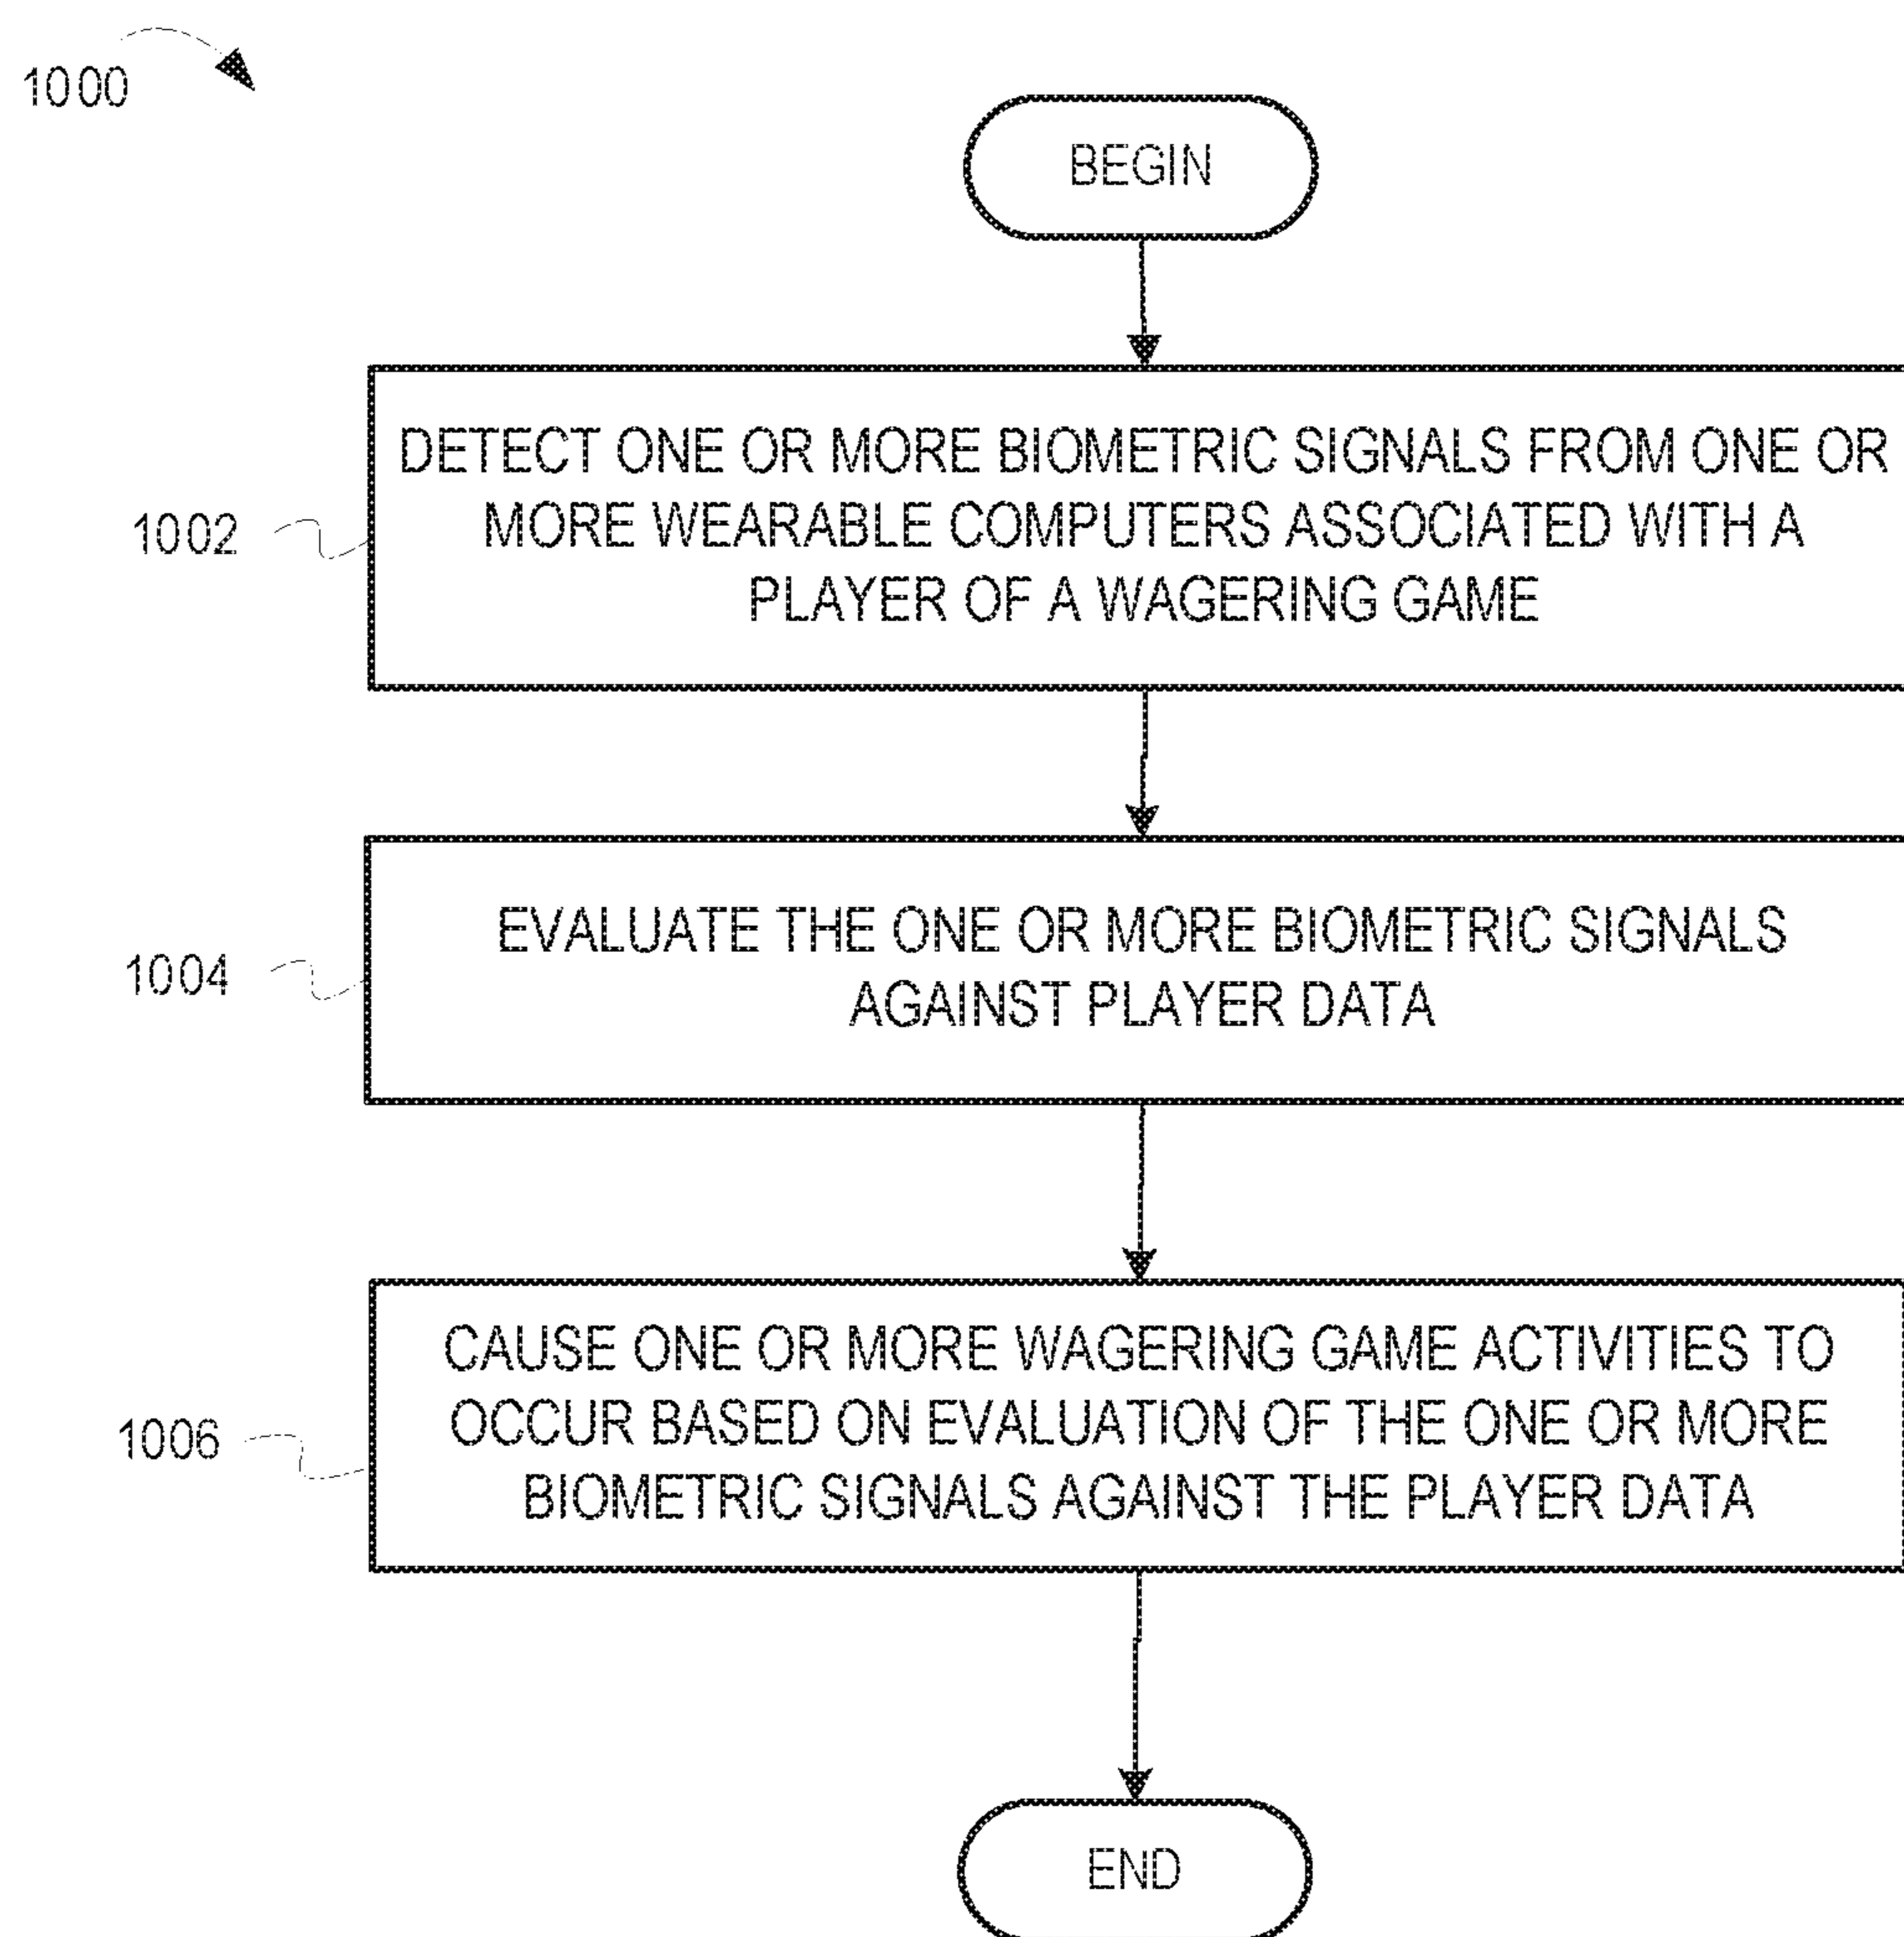 1000
BEGIN
DETECT ONE OR MORE BIOMETRIC SIGNALS FROM ONE OR
MORE WEARABLE COMPUTERS ASSOCIATED WITH A
PLAYER OF A WAGERING GAME
1002
EVALUATE THE ONE OR MORE BIOMETRIC SIGNALS
AGAINST PLAYER DATA
1004
CAUSE ONE OR MORE WAGERING GAME ACTIVITIES TO
OCCUR BASED ON EVALUATION OF THE ONE OR MORE
BIOMETRIC SIGNALS AGAINST THE PLAYER DATA
1006
END